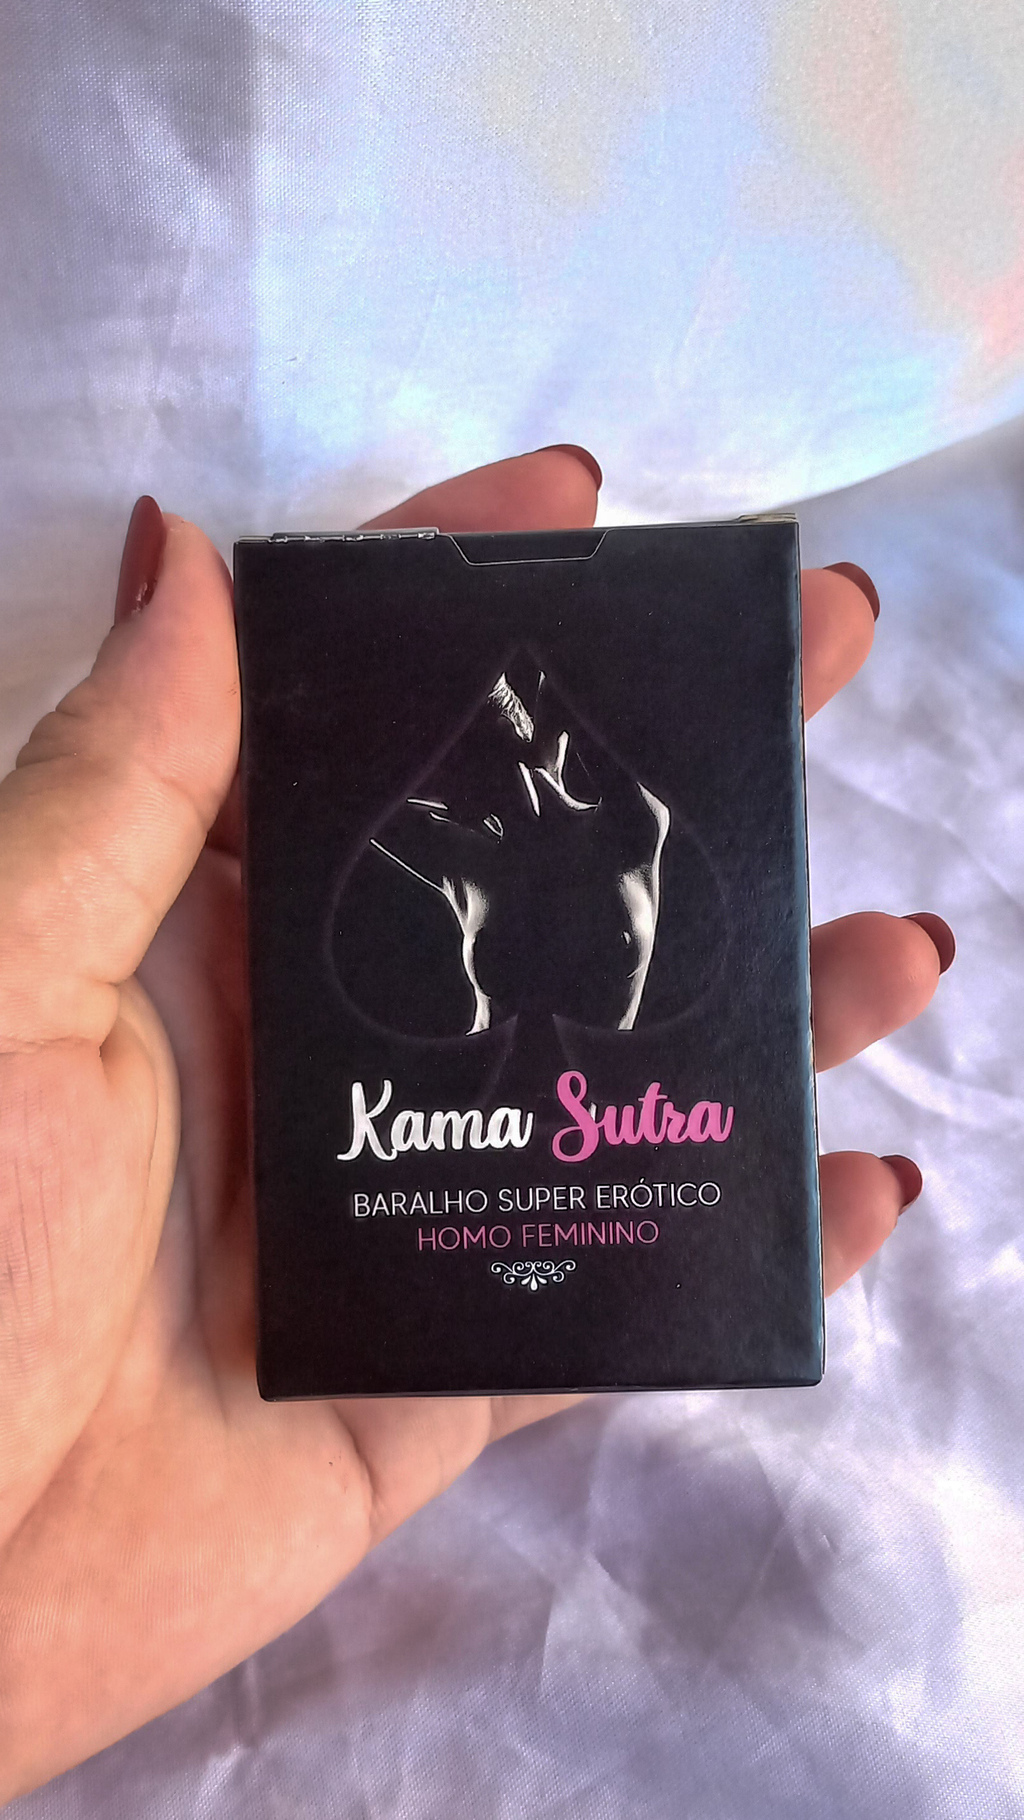 Kama Sutra
BARALHO SUPER ERÓTICO
HOMO FEMININO